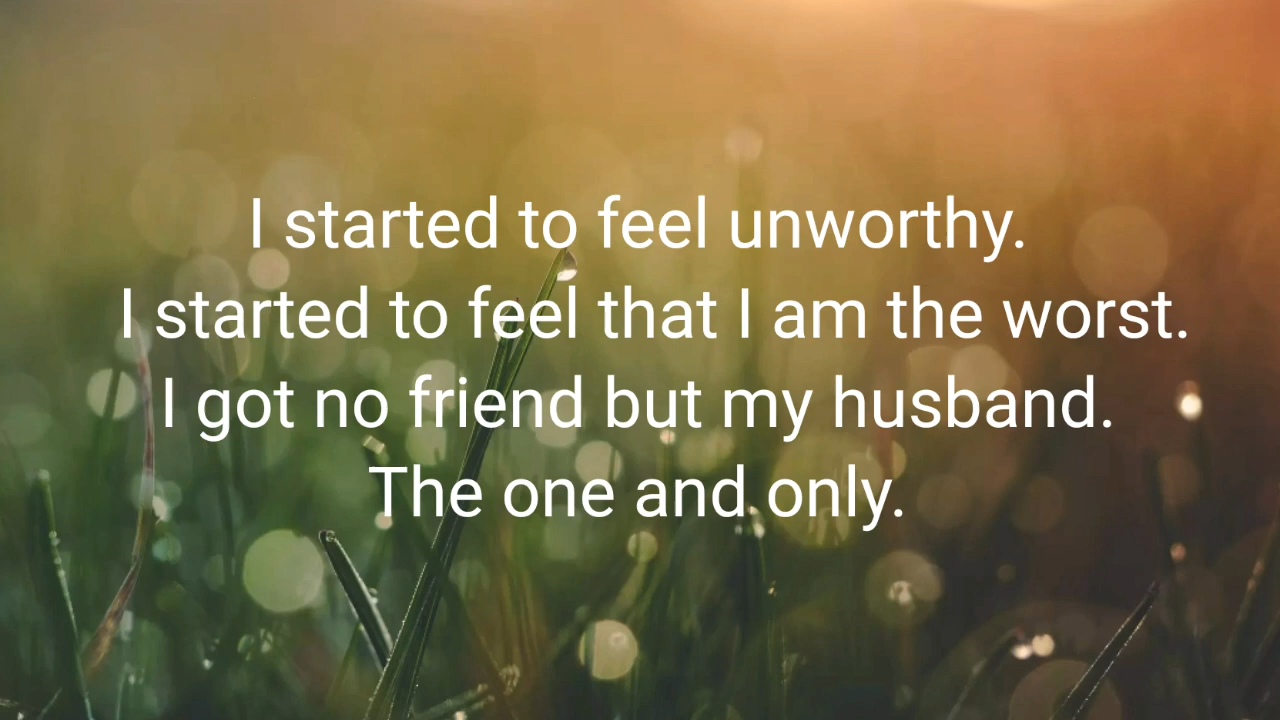 I started to feel unworthy.
I started to feel that I am the worst.
I got no friend but my husband.
The one and only.